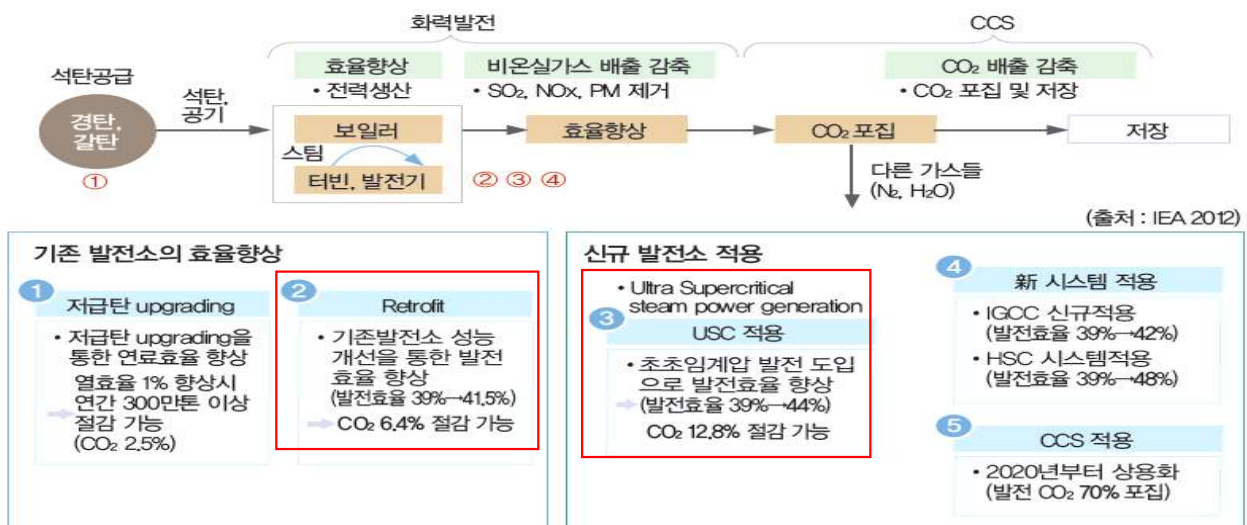 화력발전
CCS
석탄공급
효율향상
비온실가스 배출 감축
CO₂ 배출 감축
• 전력생산
• SO₂, NOx, PM 제거
• CO₂ 포집 및 저장
경탄,
갈탄
석탄,
공기
보일러
효율향상
CO₂ 포집
저장
스팀
터빈, 발전기
①
② ③ ④
다른 가스들
(N₂, H₂O)
(출처 : IEA 2012)
기존 발전소의 효율향상
1
저급탄 upgrading
• 저급탄 upgrading을
통한 연료효율 향상
열효율 1% 향상시
연간 300만톤 이상
절감 가능
(CO₂ 2.5%)
2
Retrofit
• 기존발전소 성능
개선을 통한 발전
효율 향상
(발전효율 39%→41.5%)
CO₂ 6.4% 절감 가능
신규 발전소 적용
• Ultra Supercritical
steam power generation
3
USC 적용
• 초초임계압 발전 도입
으로 발전효율 향상
(발전효율 39%→44%)
CO₂ 12.8% 절감 가능
4
新 시스템 적용
• IGCC 신규적용
(발전효율 39%→42%)
• HSC 시스템적용
(발전효율 39%→48%)
5
CCS 적용
• 2020년부터 상용화
(발전 CO₂ 70% 포집)